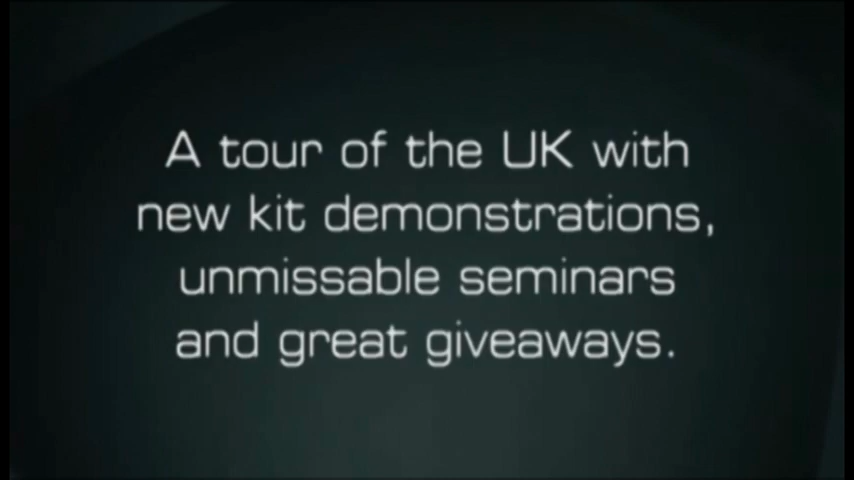 A tour of the UK with
new kit demonstrations,
unmissable seminars
and great giveaways.